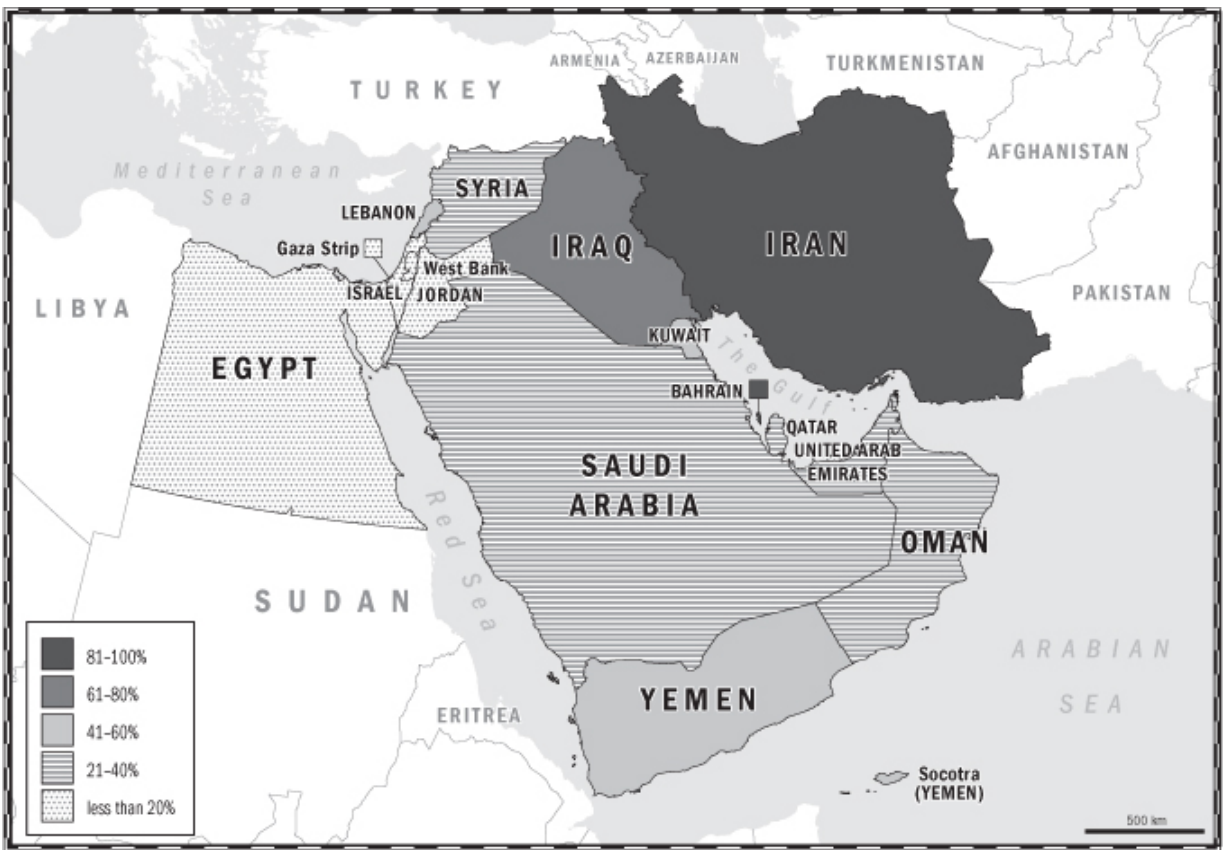 ARMENIA
AZERBAIJAN
TURKEY
TURKMENISTAN
AFGHANISTAN
Mediterranean
Sea
SYRIA
LEBANON
IRAQ
IRAN
Gaza Strip
West Bank
ISRAEL
JORDAN
LIBYA
PAKISTAN
KUWAIT
EGYPT
The Gulf
BAHRAIN
QATAR
UNITED ARAB
EMIRATES
SAUDI
ARABIA
Red Sea
OMAN
SUDAN
81–100%
61–80%
41–60%
21–40%
less than 20%
ARABIAN
SEA
YEMEN
ERITREA
Socotra
(YEMEN)
500 km